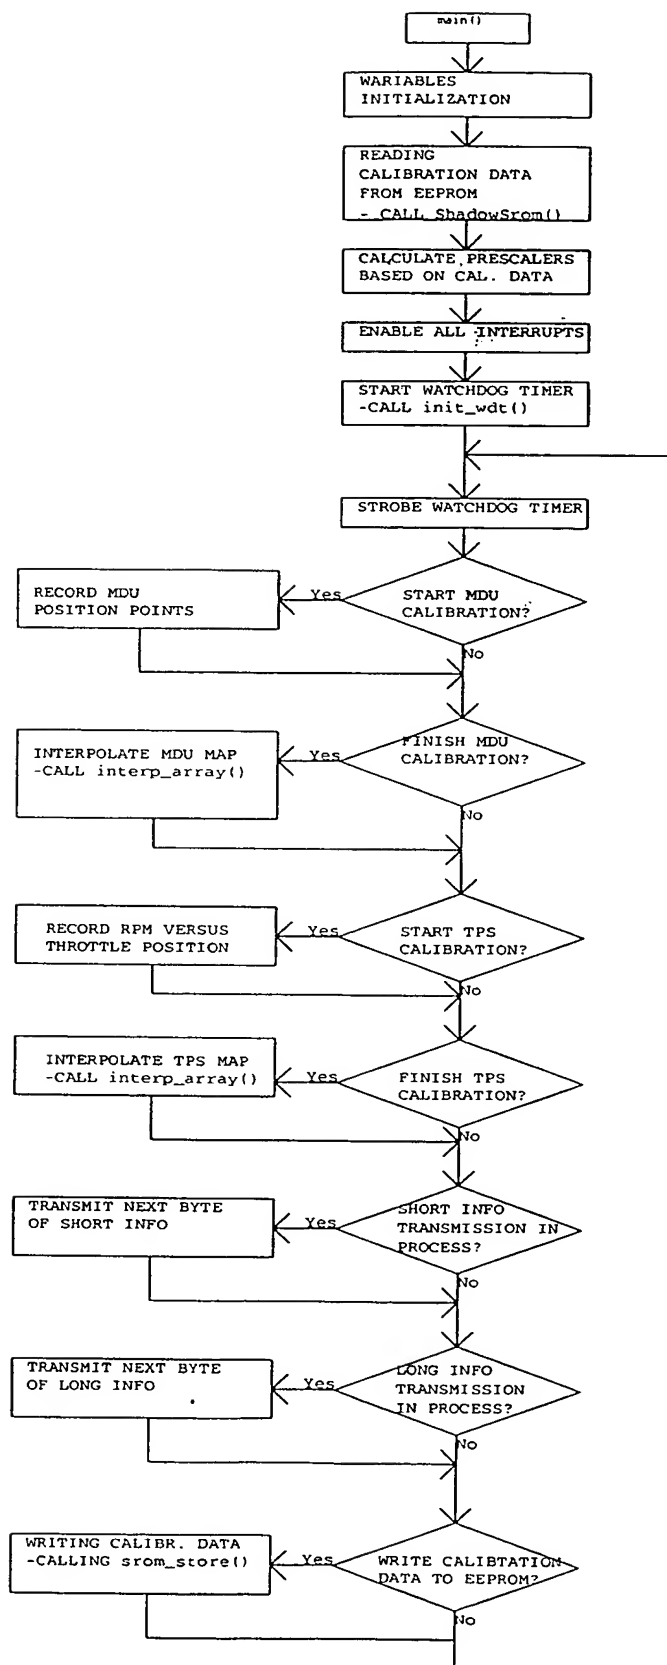 main()
WARIABLES
INITIALIZATION
READING
CALIBRATION DATA
FROM EEPROM
- CALL ShadowSrom()
CALCULATE PRESCALERS
BASED ON CAL. DATA
ENABLE ALL INTERRUPTS
START WATCHDOG TIMER
-CALL init_wdt()
STROBE WATCHDOG TIMER
RECORD MDU
POSITION POINTS
Yes
START MDU
CALIBRATION?
No
INTERPOLATE MDU MAP
-CALL interp_array()
Yes
FINISH MDU
CALIBRATION?
No
RECORD RPM VERSUS
THROTTLE POSITION
Yes
START TPS
CALIBRATION?
No
INTERPOLATE TPS MAP
-CALL interp_array()
Yes
FINISH TPS
CALIBRATION?
No
TRANSMIT NEXT BYTE
OF SHORT INFO
Yes
SHORT INFO
TRANSMISSION IN
PROCESS?
No
TRANSMIT NEXT BYTE
OF LONG INFO
Yes
LONG INFO
TRANSMISSION
IN PROCESS?
No
WRITING CALIBR. DATA
-CALLING srom_store()
Yes
WRITE CALIBTATION
DATA TO EEPROM?
No